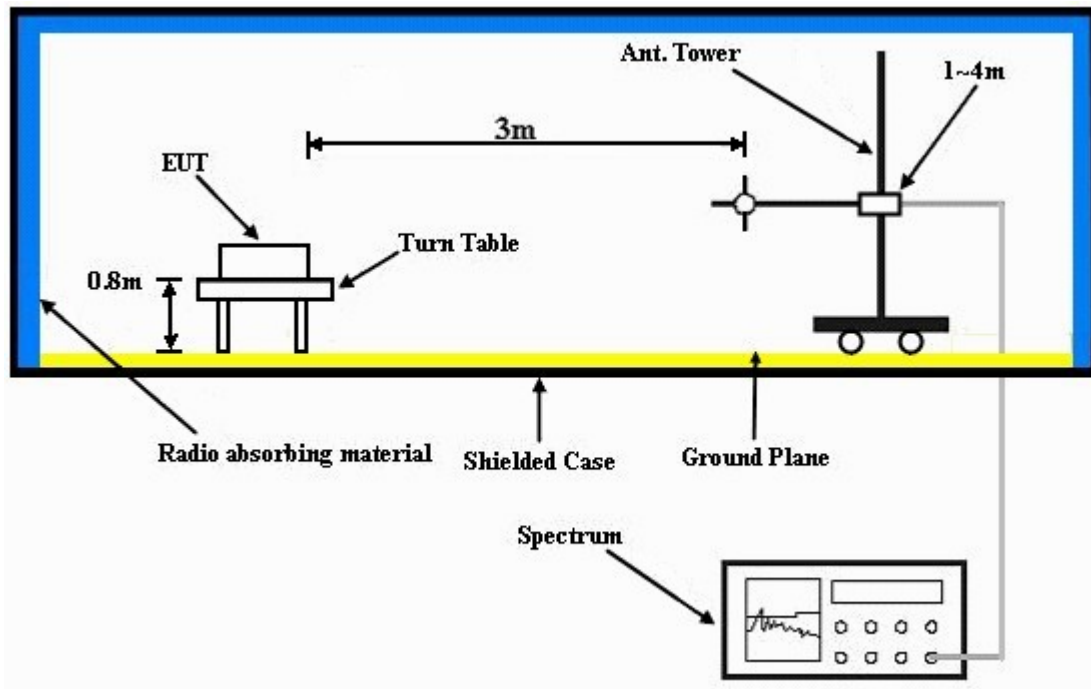 Ant. Tower
1~4m
3m
EUT
Turn Table
0.8m
Radio absorbing material
Shielded Case
Ground Plane
Spectrum